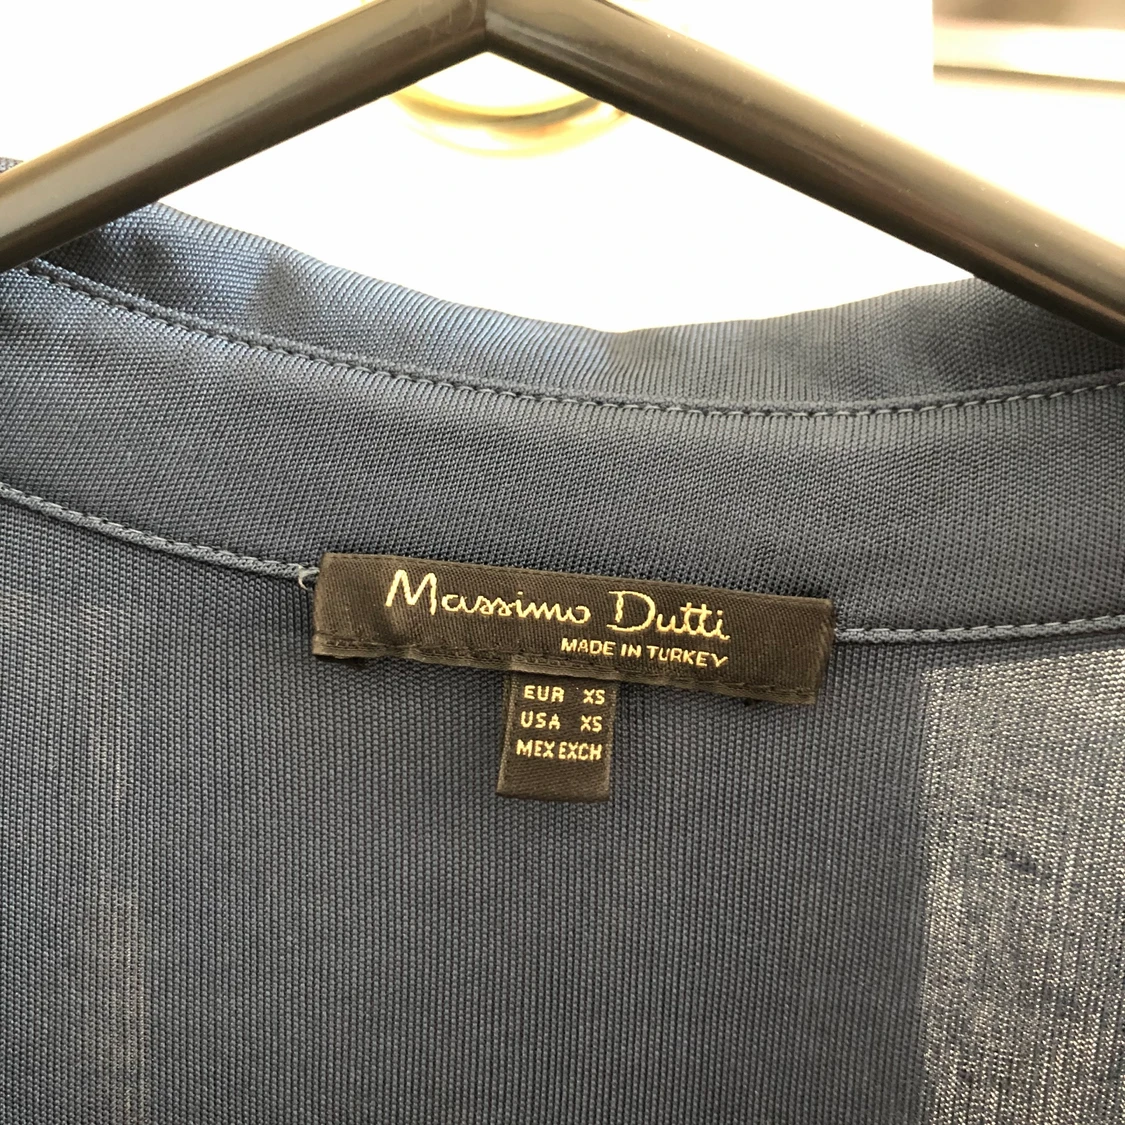 Massimo Dutti
MADE IN TURKEY
EUR XS
USA XS
MEX EXCH